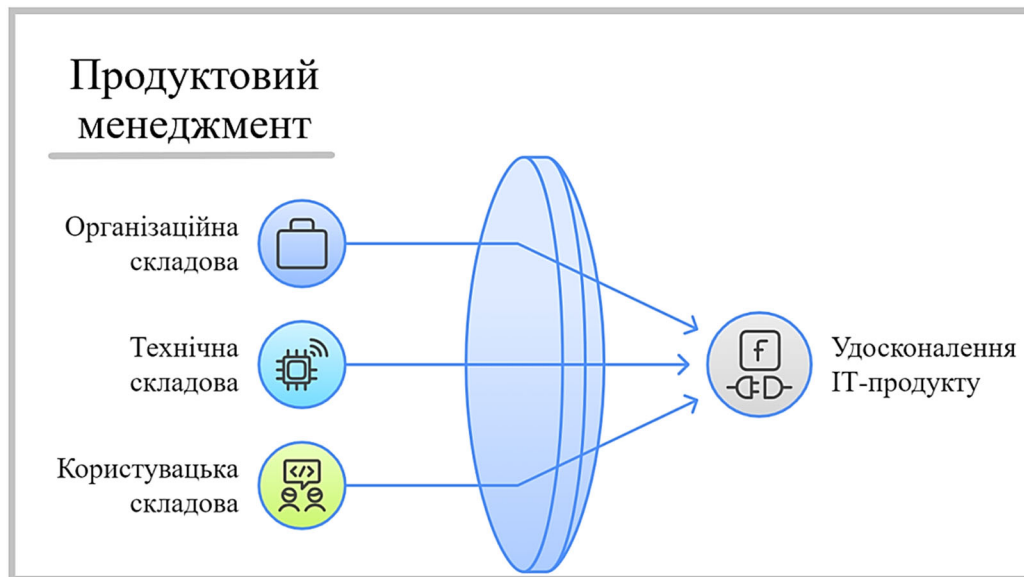 Продуктовий
менеджмент
Організаційна
складова
Технічна
складова
Користувацька
складова
f
</>
Удосконалення
ІТ-продукту